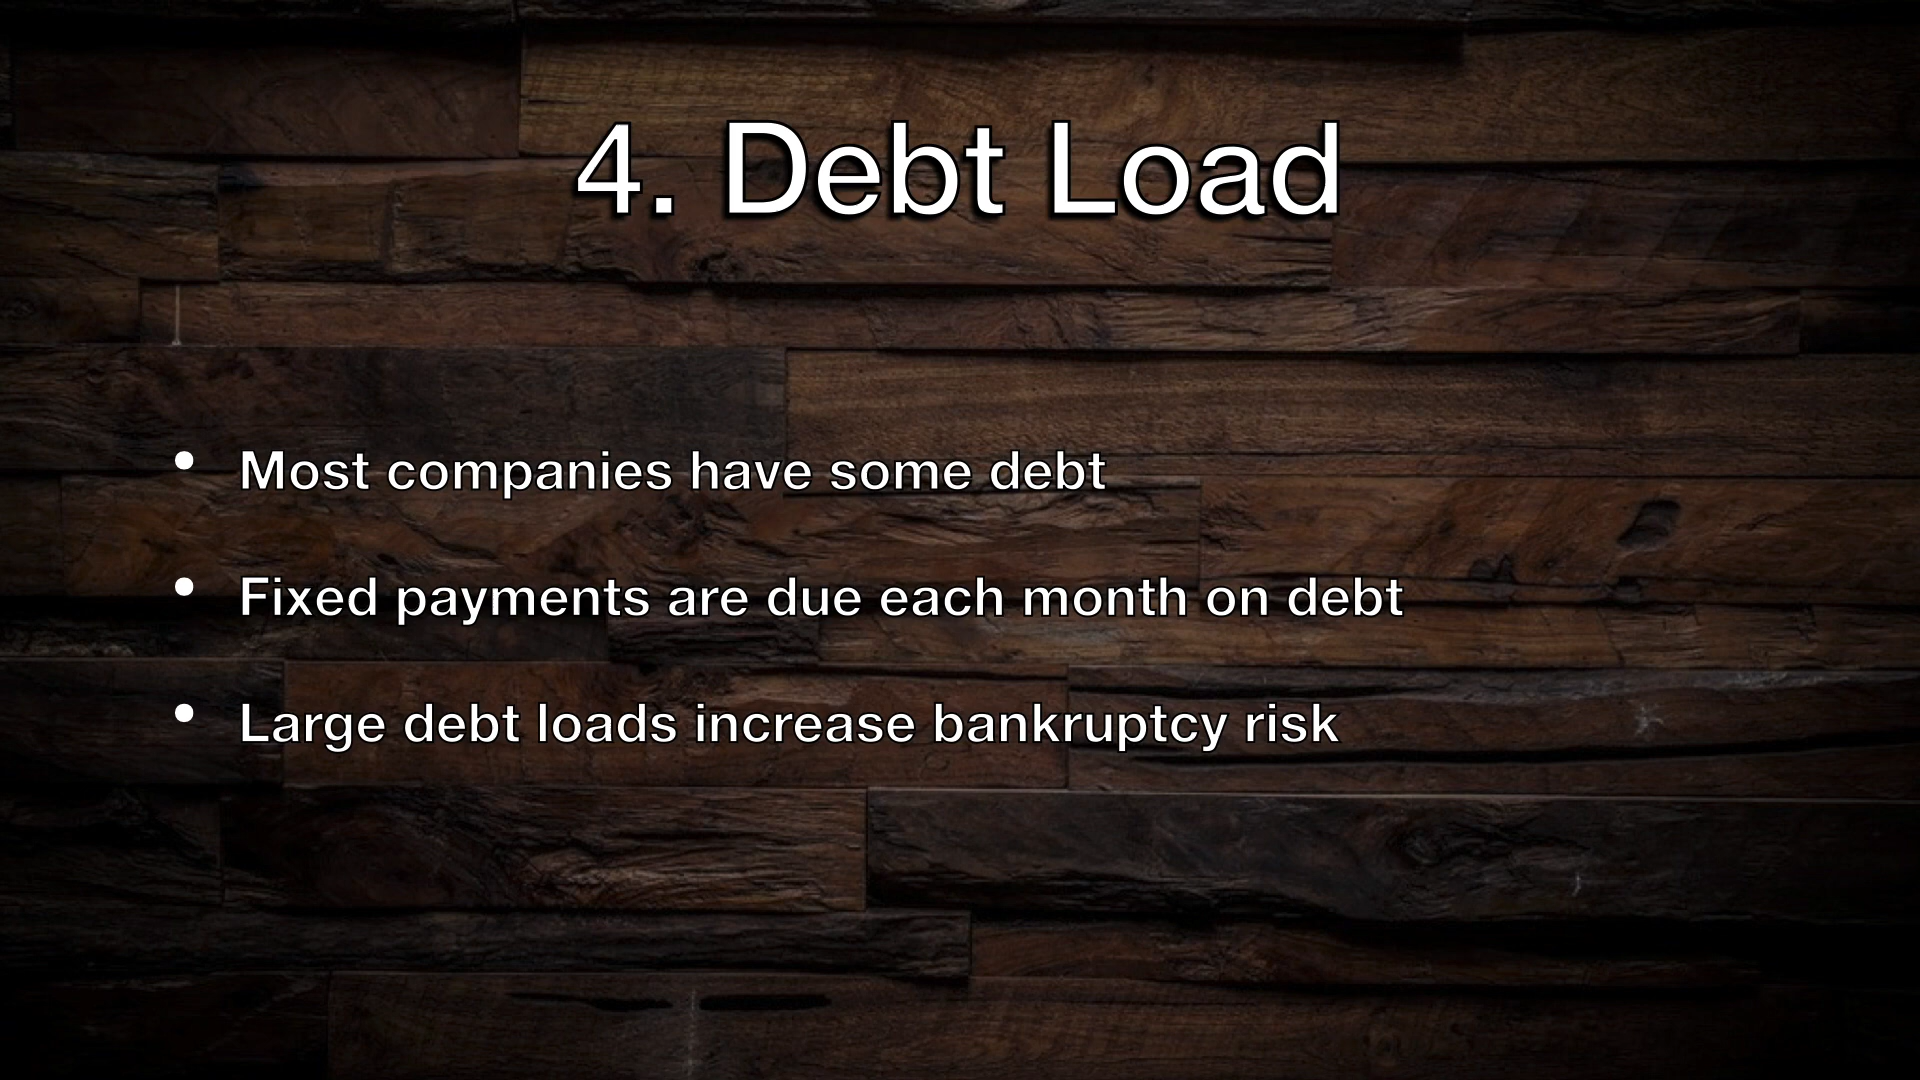 4. Debt Load
• Most companies have some debt
• Fixed payments are due each month on debt
• Large debt loads increase bankruptcy risk